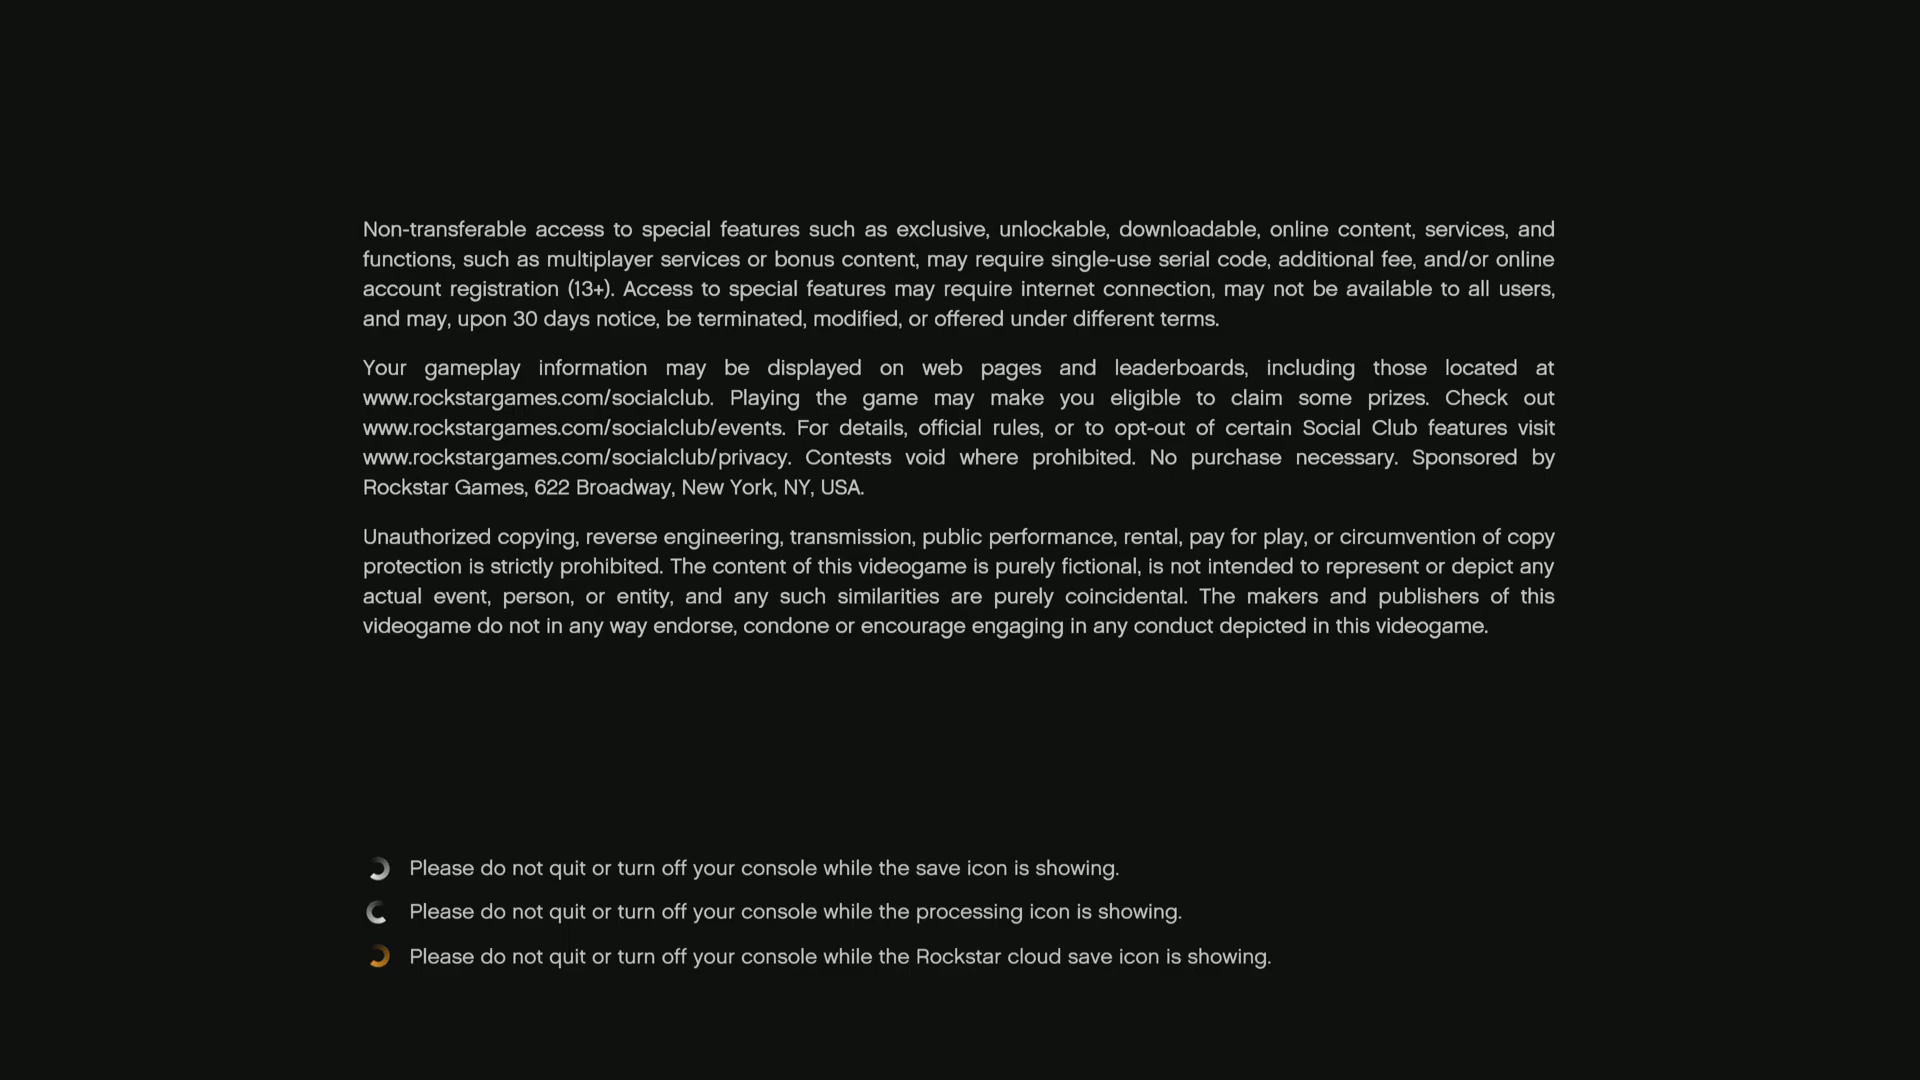 Non-transferable access to special features such as exclusive, unlockable, downloadable, online content, services, and
functions, such as multiplayer services or bonus content, may require single-use serial code, additional fee, and/or online
account registration (13+). Access to special features may require internet connection, may not be available to all users,
and may, upon 30 days notice, be terminated, modified, or offered under different terms.
Your gameplay information may be displayed on web pages and leaderboards, including those located at
www.rockstargames.com/socialclub. Playing the game may make you eligible to claim some prizes. Check out
www.rockstargames.com/socialclub/events. For details, official rules, or to opt-out of certain Social Club features visit
www.rockstargames.com/socialclub/privacy. Contests void where prohibited. No purchase necessary. Sponsored by
Rockstar Games, 622 Broadway, New York, NY, USA.
Unauthorized copying, reverse engineering, transmission, public performance, rental, pay for play, or circumvention of copy
protection is strictly prohibited. The content of this videogame is purely fictional, is not intended to represent or depict any
actual event, person, or entity, and any such similarities are purely coincidental. The makers and publishers of this
videogame do not in any way endorse, condone or encourage engaging in any conduct depicted in this videogame.
Please do not quit or turn off your console while the save icon is showing.
Please do not quit or turn off your console while the processing icon is showing.
Please do not quit or turn off your console while the Rockstar cloud save icon is showing.